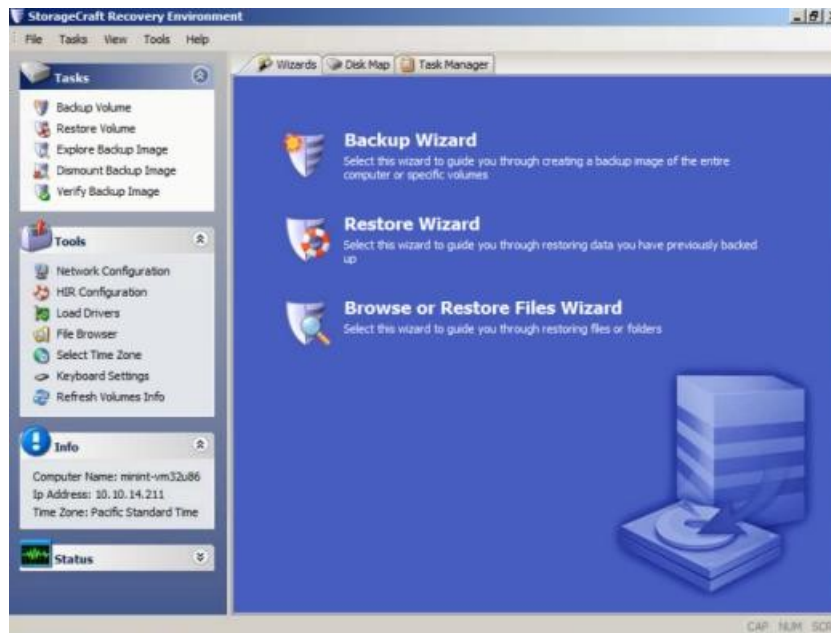 StorageCraft Recovery Environment
File Tasks View Tools Help
Tasks
Backup Volume
Restore Volume
Explore Backup Image
Dismount Backup Image
Verify Backup Image
Tools
Network Configuration
HIR Configuration
Load Drivers
File Browser
Select Time Zone
Keyboard Settings
Refresh Volumes Info
Info
Computer Name: minint-vm32u86
Ip Address: 10.10.14.211
Time Zone: Pacific Standard Time
Status
Wizards Disk Map Task Manager
Backup Wizard
Select this wizard to guide you through creating a backup image of the entire
computer or specific volumes
Restore Wizard
Select this wizard to guide you through restoring data you have previously backed
up
Browse or Restore Files Wizard
Select this wizard to guide you through restoring files or folders
CAP NUM SCR